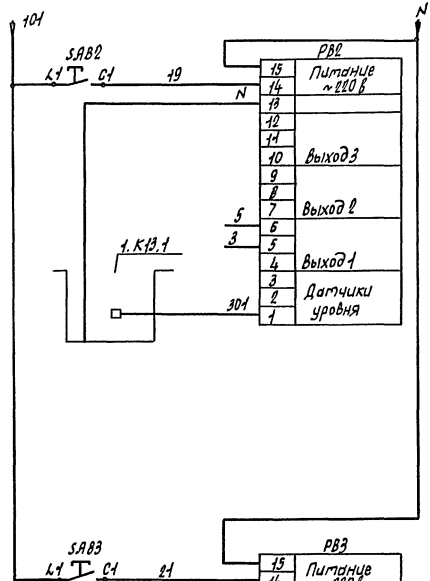 101
N
SAB2
L1 C1
19
PB2
15 Питание
14 ~220 в
N
13
12
11
10 Выход 3
9
8
7 Выход 2
5
6
3
5
4 Выход 1
1.К13.1
3
2 Датчики
1 уровня
301
SAB3
L1 C1
21
PB3
15 Питание